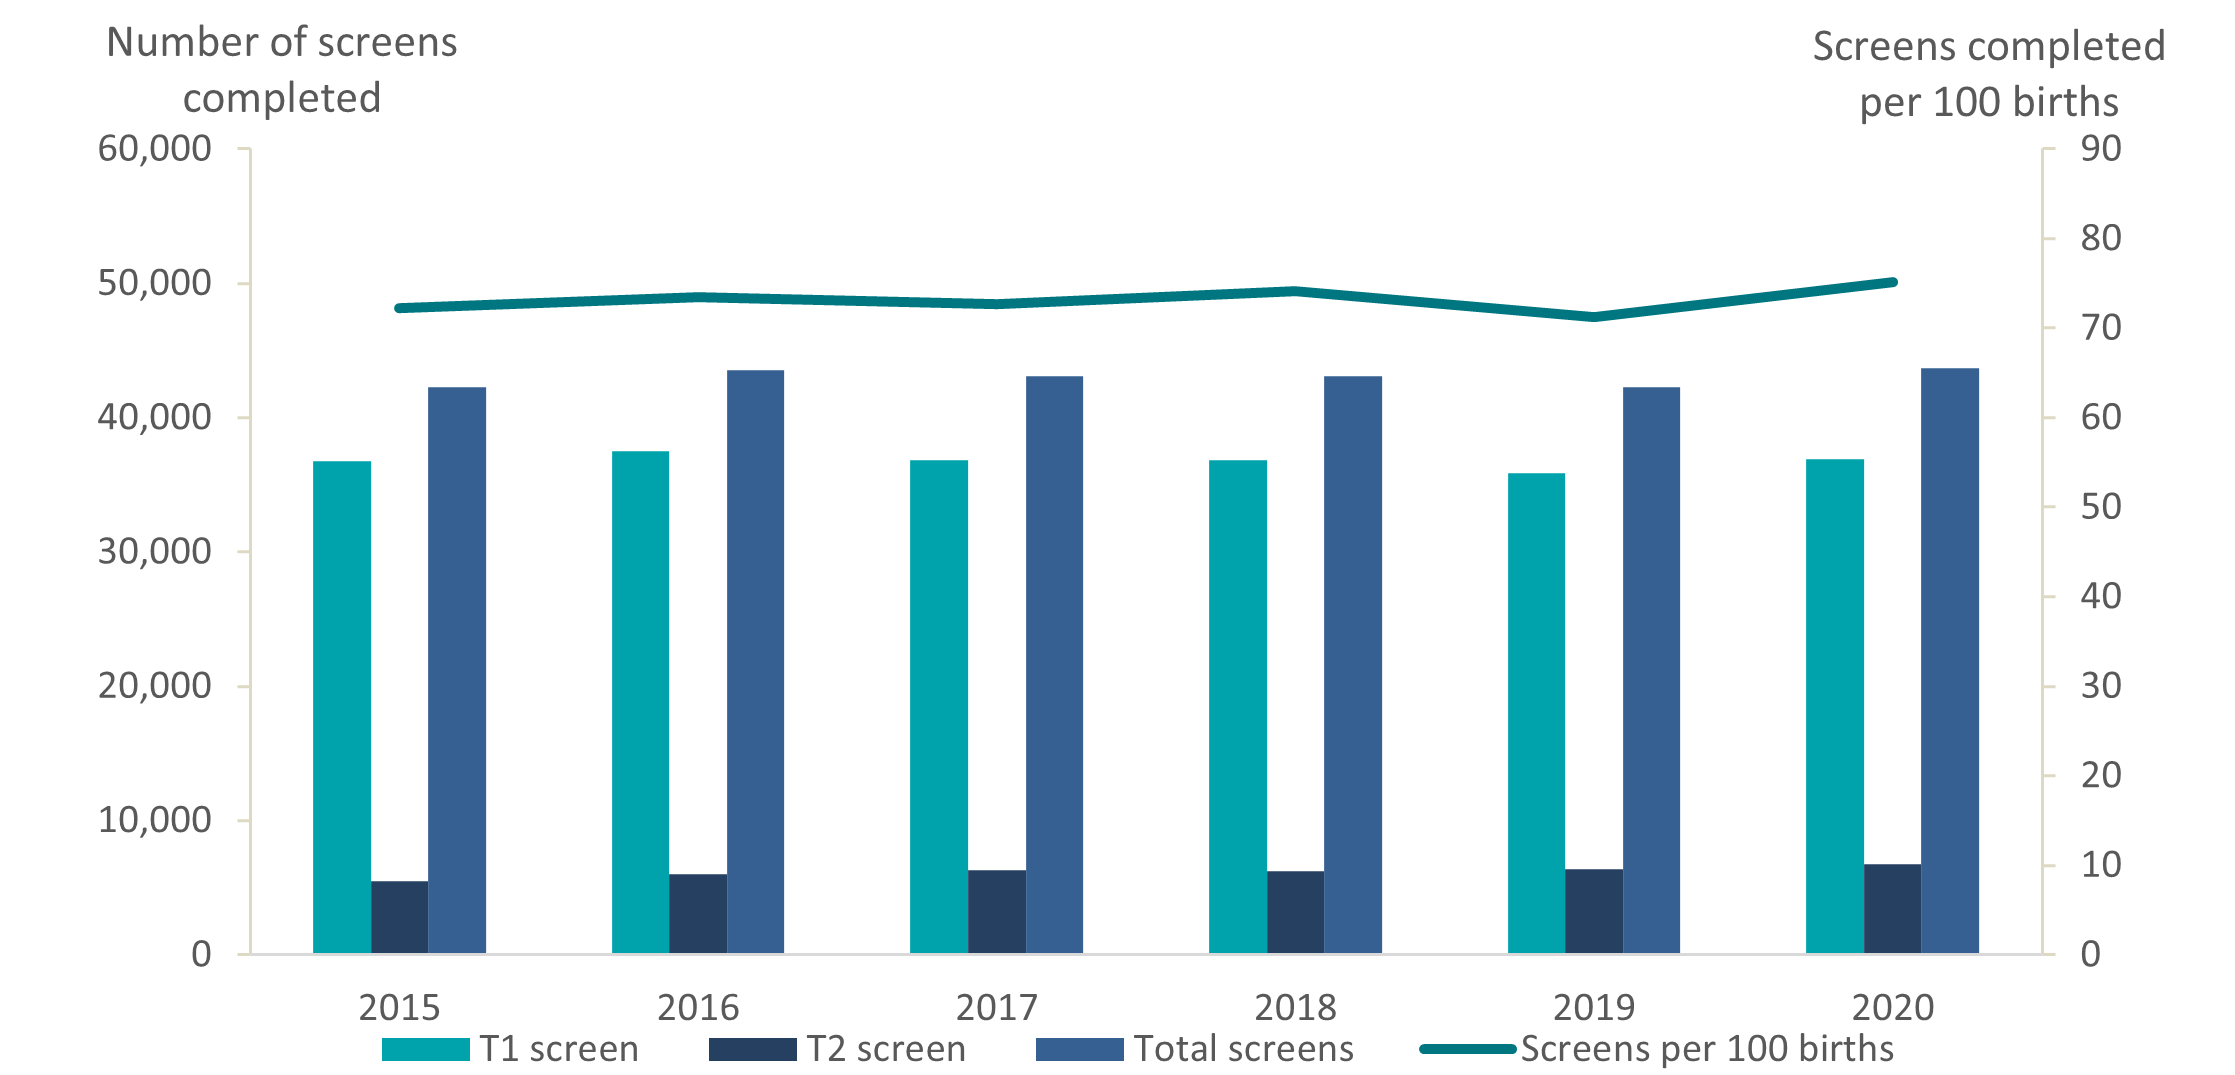 Number of screens
completed
Screens completed
per 100 births
60,000
50,000
40,000
30,000
20,000
10,000
0
90
80
70
60
50
40
30
20
10
0
2015 2016 2017 2018 2019 2020
T1 screen T2 screen Total screens Screens per 100 births